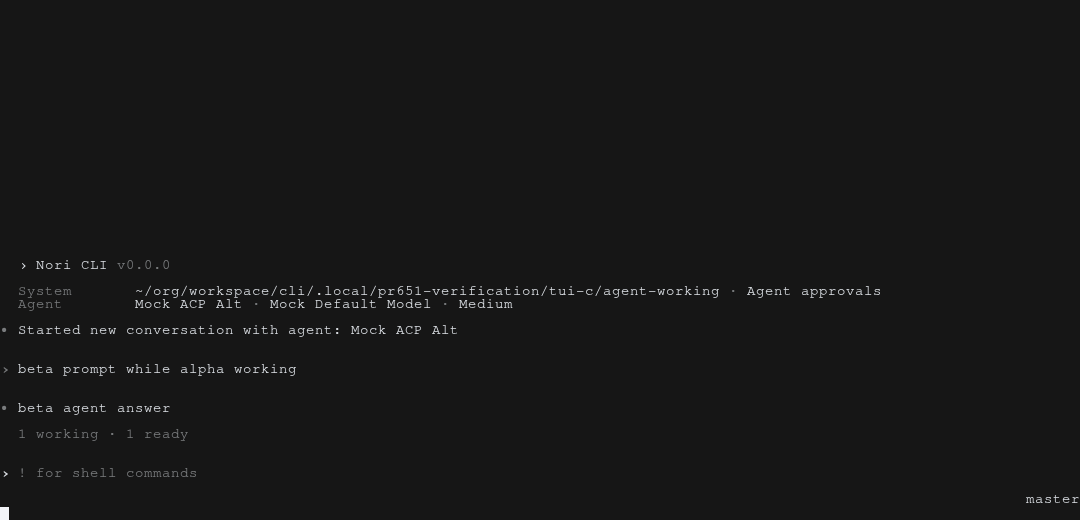 › Nori CLI v0.0.0
System ~/org/workspace/cli/.local/pr651-verification/tui-c/agent-working · Agent approvals
Agent Mock ACP Alt · Mock Default Model · Medium
• Started new conversation with agent: Mock ACP Alt
› beta prompt while alpha working
• beta agent answer
1 working · 1 ready
› ! for shell commands
master